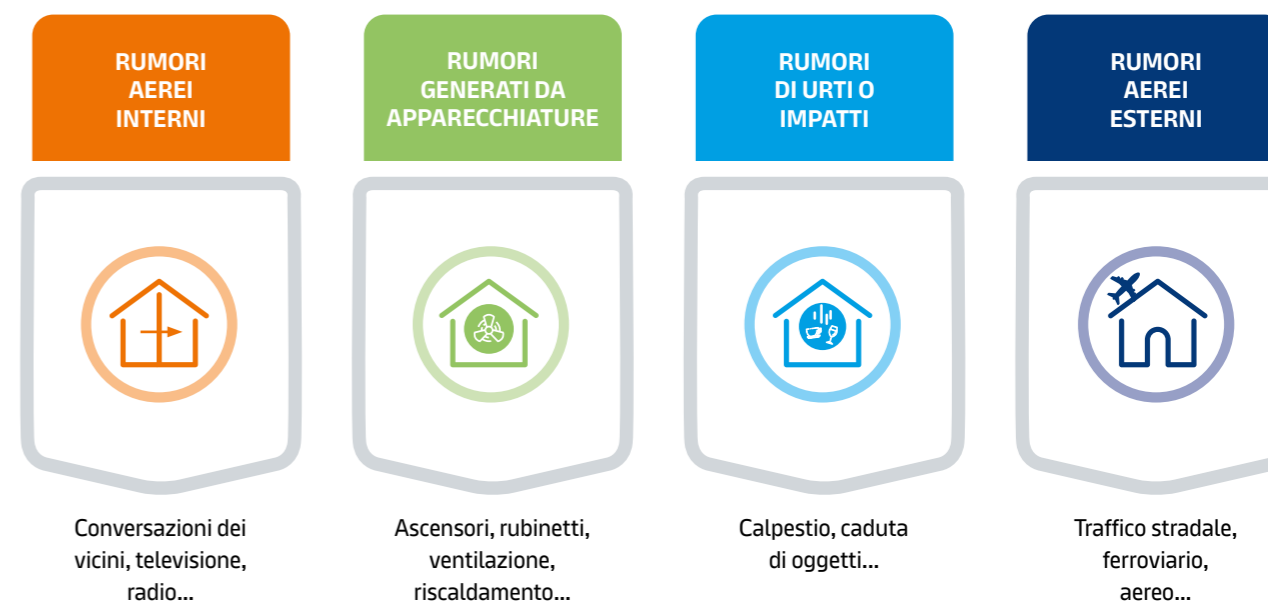 RUMORI
AEREI
INTERNI
RUMORI
GENERATI DA
APPARECCHIATURE
RUMORI
DI URTI O
IMPATTI
RUMORI
AEREI
ESTERNI
Conversazioni dei
vicini, televisione,
radio...
Ascensori, rubinetti,
ventilazione,
riscaldamento...
Calpestio, caduta
di oggetti...
Traffico stradale,
ferroviario,
aereo...